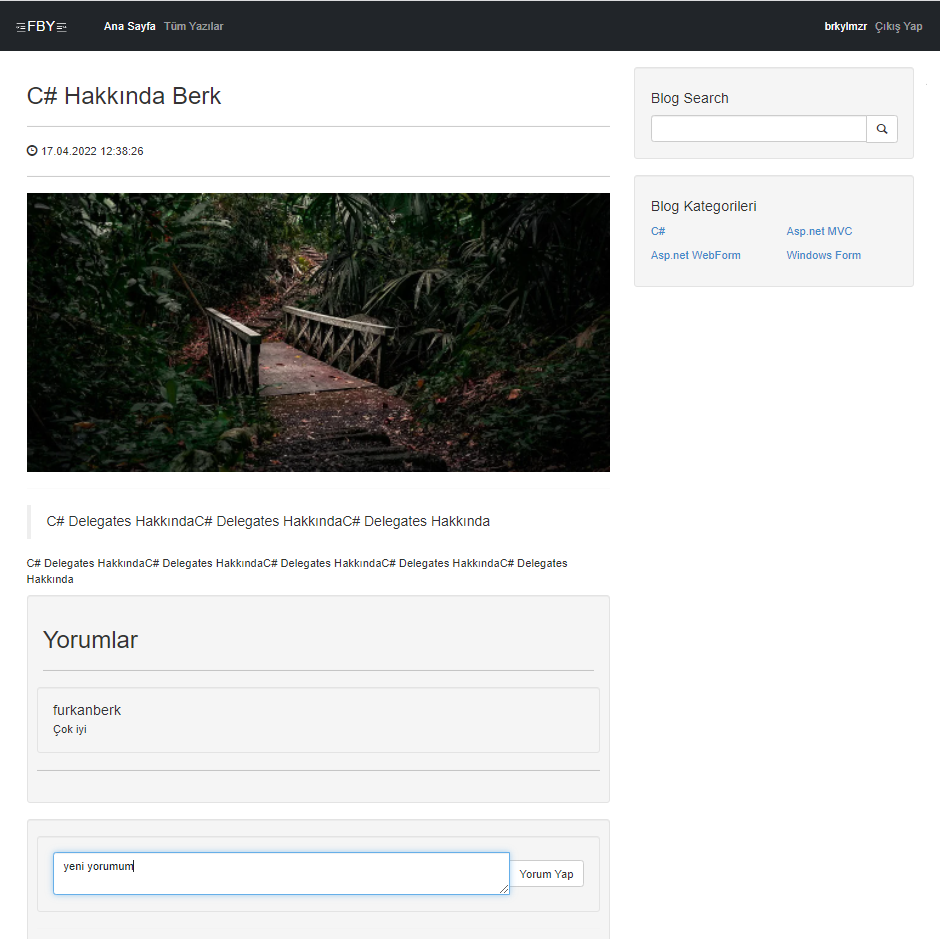 FBY
Ana Sayfa Tüm Yazılar
brkylmzr Çıkış Yap
C# Hakkında Berk
17.04.2022 12:38:26
C# Delegates HakkındaC# Delegates HakkındaC# Delegates Hakkında
C# Delegates HakkındaC# Delegates HakkındaC# Delegates HakkındaC# Delegates HakkındaC# Delegates
Hakkında
Yorumlar
furkanberk
Çok iyi
yeni yorumum
Yorum Yap
Blog Search
Blog Kategorileri
C# Asp.net MVC
Asp.net WebForm Windows Form